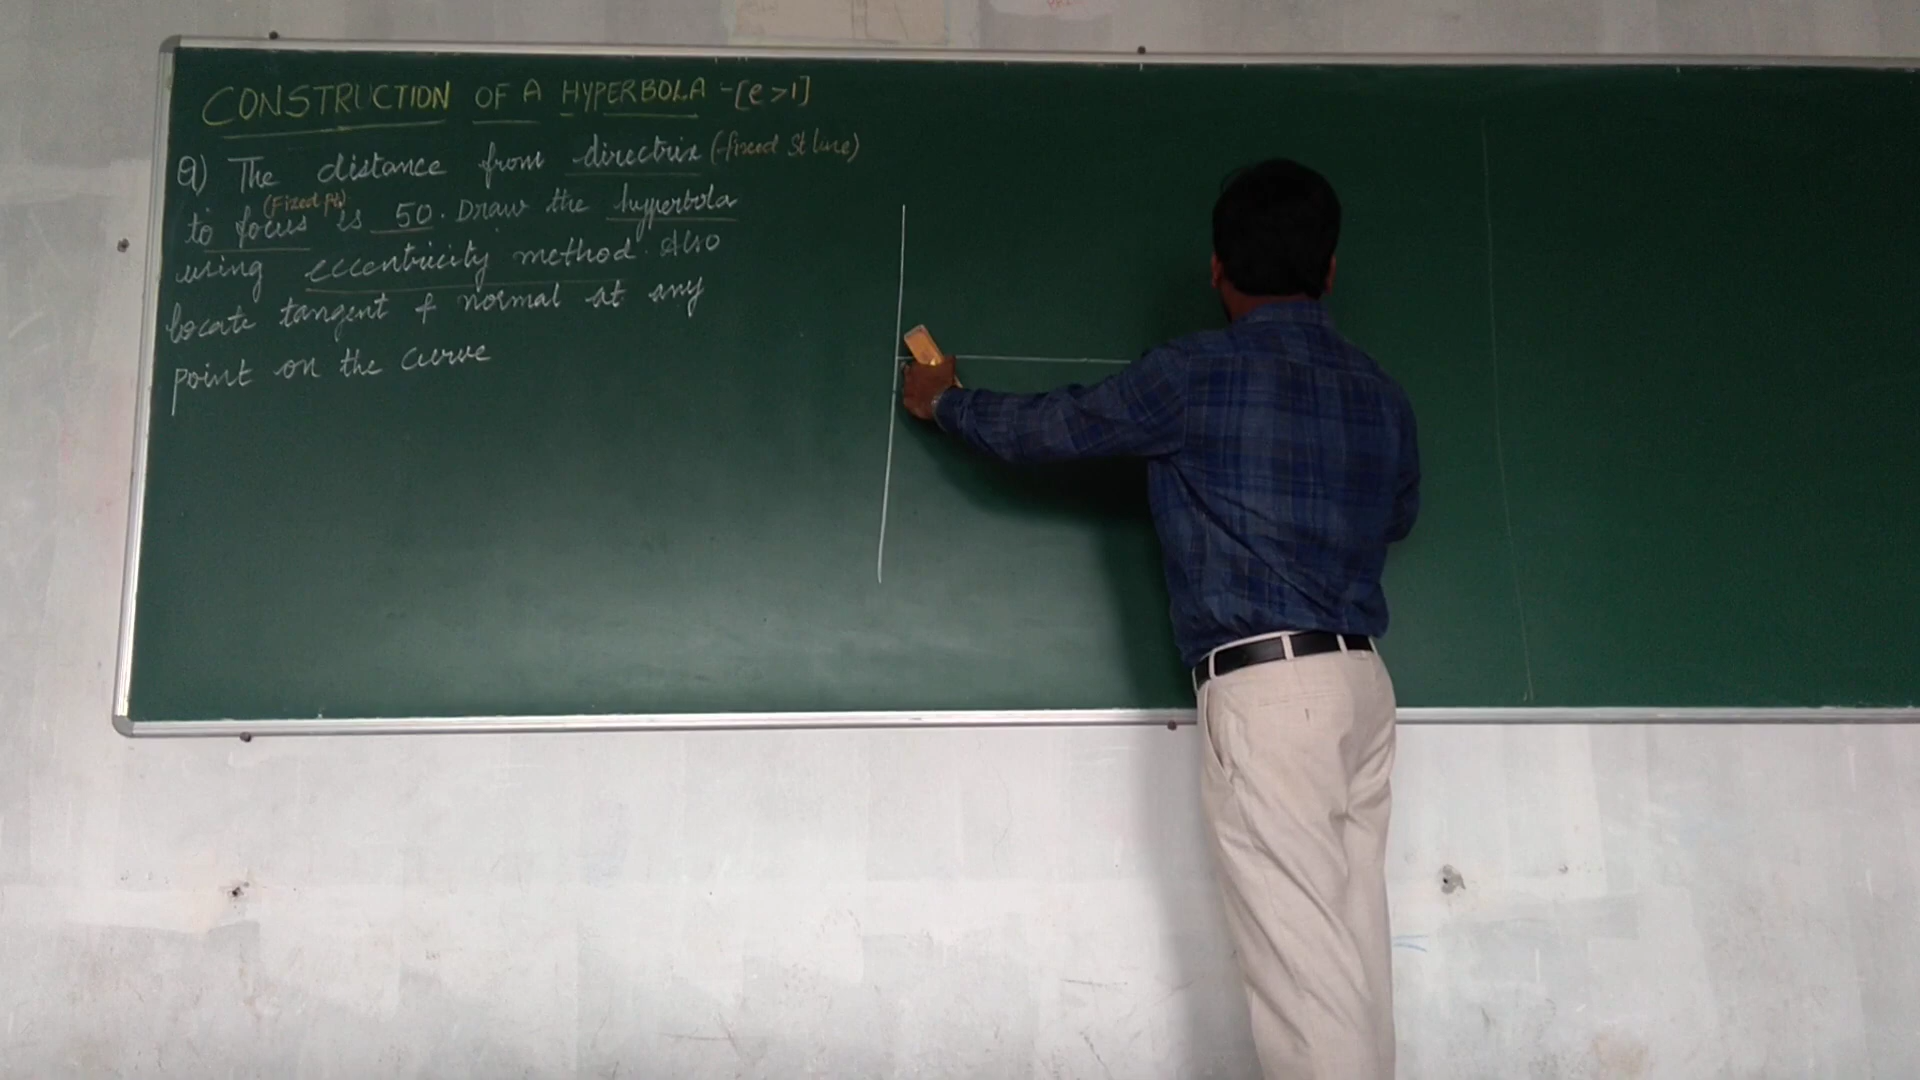 CONSTRUCTION OF A HYPERBOLA -[e>1]
Q) The distance from directrix (fixed St line)
(Fixed pt)
to focus is 50. Draw the hyperbola
using eccentricity method. Also
locate tangent & normal at any
point on the curve